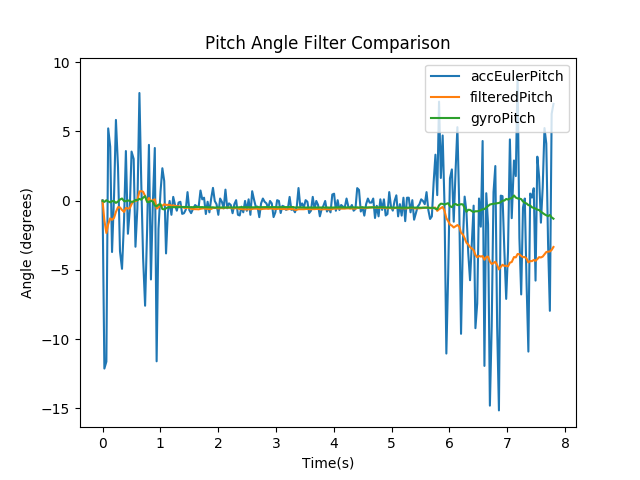 Pitch Angle Filter Comparison
accEulerPitch
filteredPitch
gyroPitch
Angle (degrees)
10
5
0
−5
−10
−15
0 1 2 3 4 5 6 7 8
Time(s)